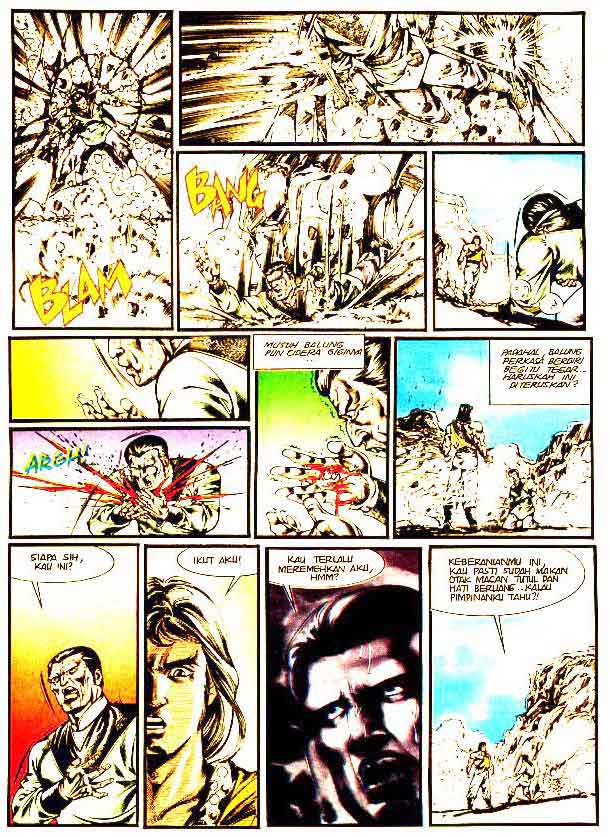 BLAM
BANG
MUSUH BALUNG
PUN CIDERA GIGINYA
..
PADAHAL, BALUNG
PERKASA BERDIRI
BEGITU TEGAR...
HARUSKAH INI
DITERUSKAN?
ARGH!
SIAPA SIH,
KAU INI?
IKUT AKU!
KAU TERLALU
MEREMEHKAN AKU,
HMM?
KEBERANIANMU INI,
KAU PASTI SUDAH MAKAN
OTAK MACAN TUTUL DAN
HATI BERUANG...KALAU
PIMPINANKU TAHU?!